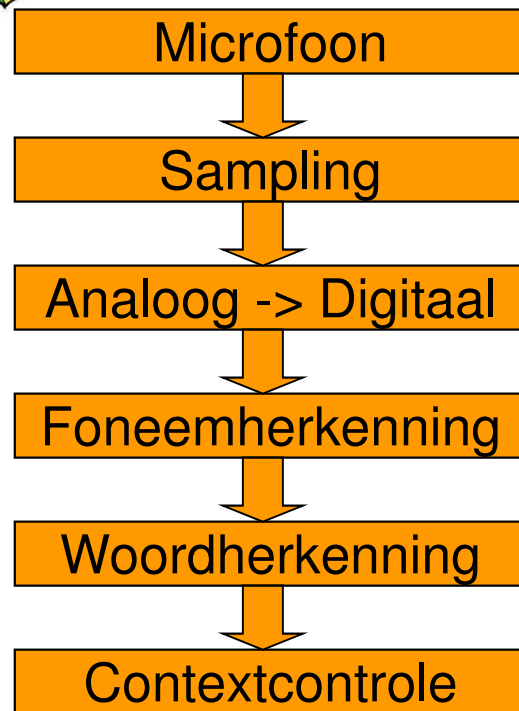 Microfoon
Sampling
Analoog -> Digitaal
Foneemherkenning
Woordherkenning
Contextcontrole